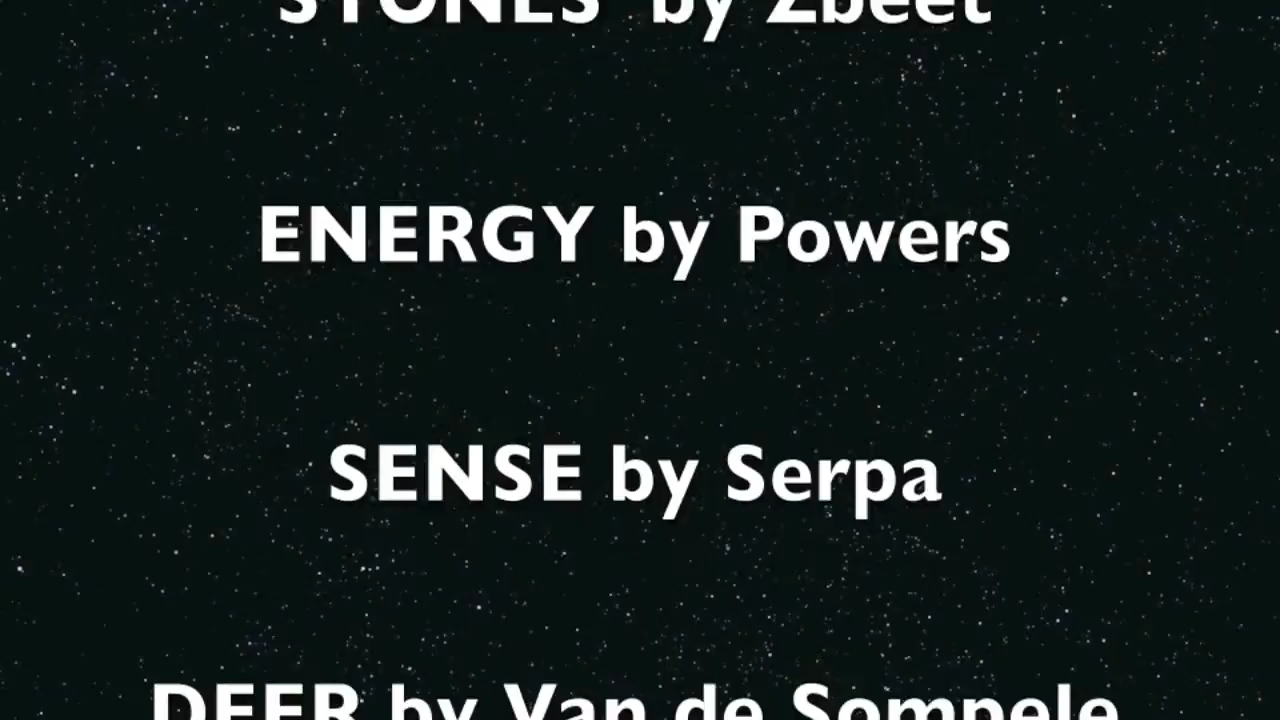 STONES by Zbeet
ENERGY by Powers
SENSE by Serpa
DEER by Van de Sompele